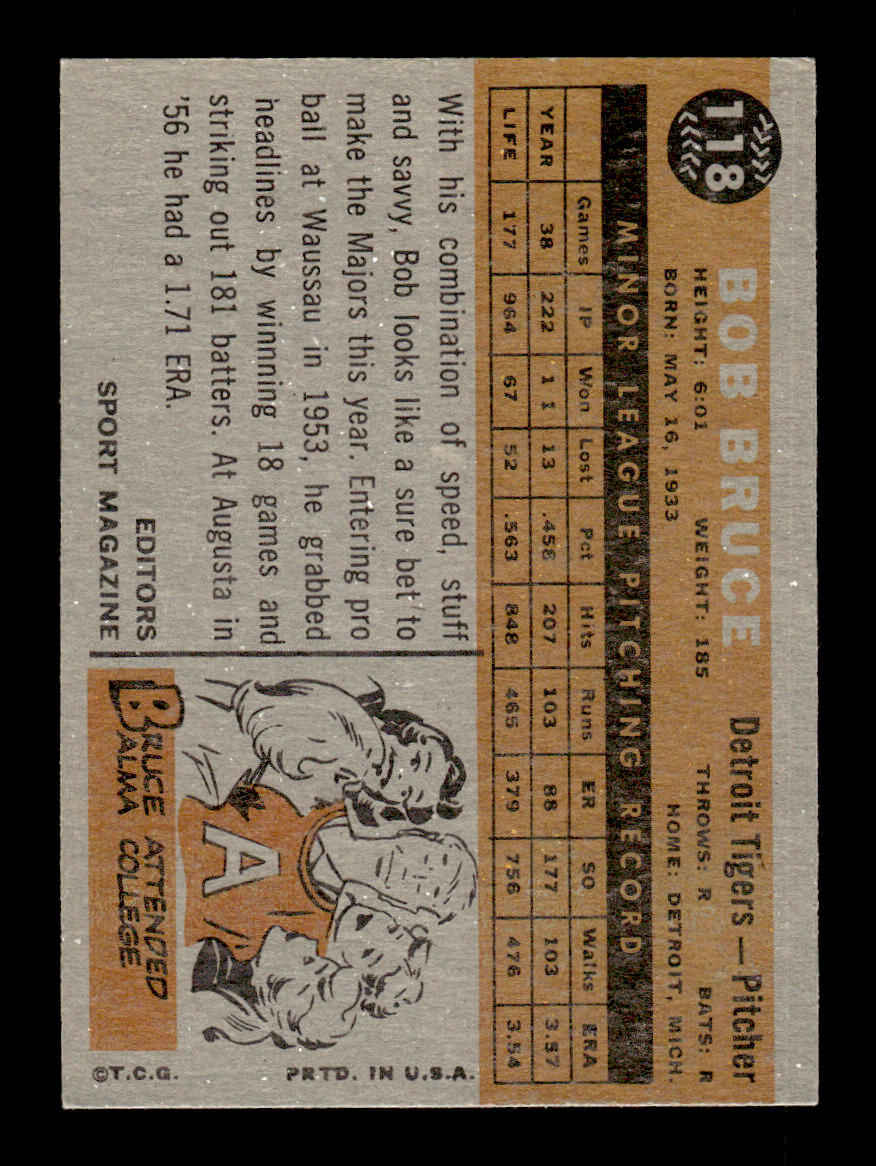 118
BOB BRUCE
Detroit Tigers — Pitcher
HEIGHT: 6:01 WEIGHT: 185 THROWS: R BATS: R
BORN: MAY 16, 1933 HOME: DETROIT, MICH.
MINOR LEAGUE PITCHING RECORD
Games IP Won Lost Pct Hits Runs ER SO Walks ERA
YEAR 38 222 11 13 .458 207 103 88 177 103 3.57
LIFE 177 964 67 52 .563 848 465 379 756 476 3.54
With his combination of speed, stuff
and savvy, Bob looks like a sure bet to
make the Majors this year. Entering pro
ball at Waussau in 1953, he grabbed
headlines by winnning 18 games and
striking out 181 batters. At Augusta in
'56 he had a 1.71 ERA.
EDITORS
SPORT MAGAZINE
A
BRUCE ATTENDED
ALMA COLLEGE
©T.C.G. PRTD. IN U.S.A.